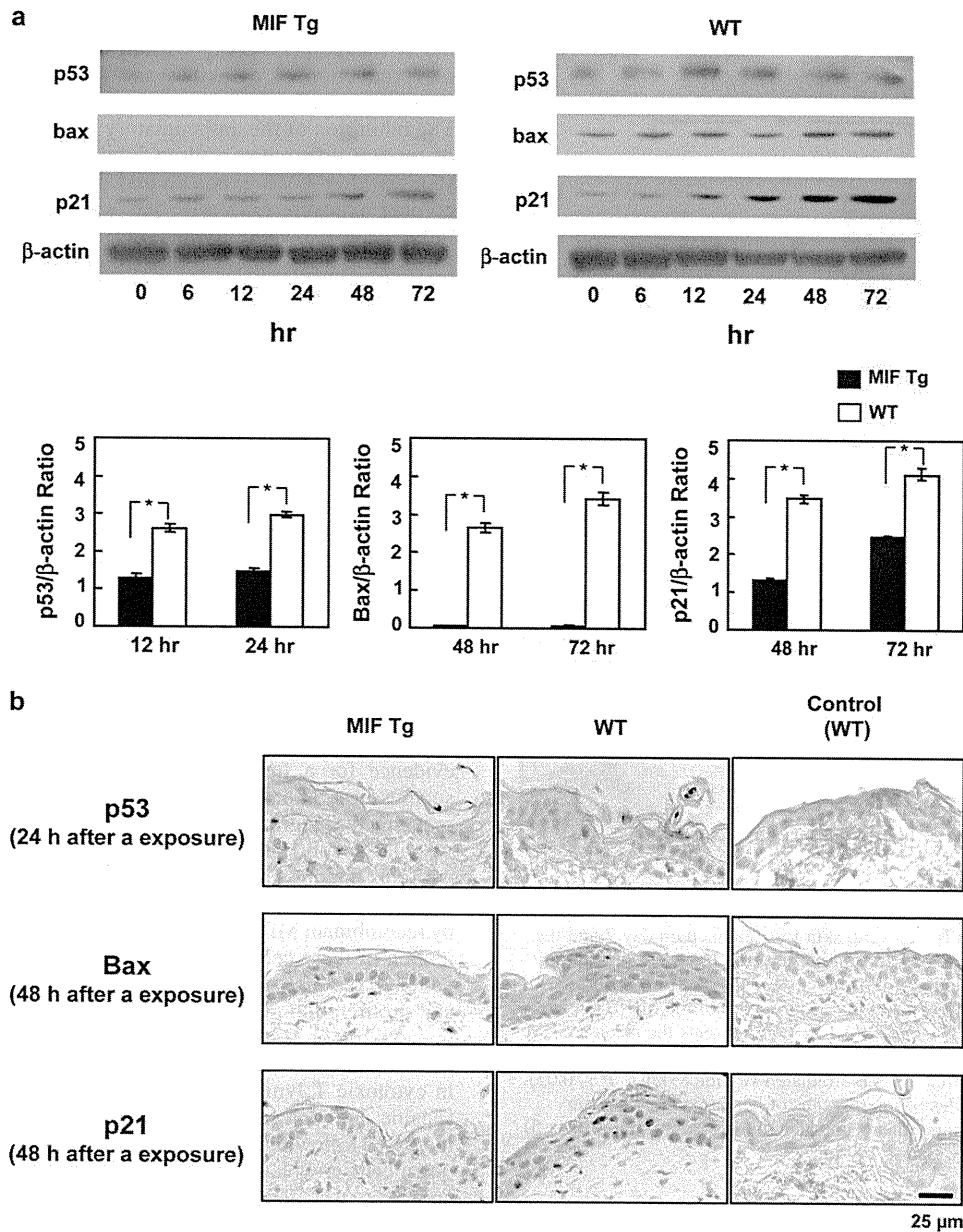 a
MIF Tg
WT
p53
bax
p21
β-actin
0 6 12 24 48 72
hr
p53
bax
p21
β-actin
0 6 12 24 48 72
hr
MIF Tg
WT
p53/β-actin Ratio
5
4
3
2
1
0
*
*
12 hr 24 hr
Bax/β-actin Ratio
5
4
3
2
1
0
*
*
48 hr 72 hr
p21/β-actin Ratio
5
4
3
2
1
0
*
*
48 hr 72 hr
b
MIF Tg
WT
Control
(WT)
p53
(24 h after a exposure)
Bax
(48 h after a exposure)
p21
(48 h after a exposure)
25 µm